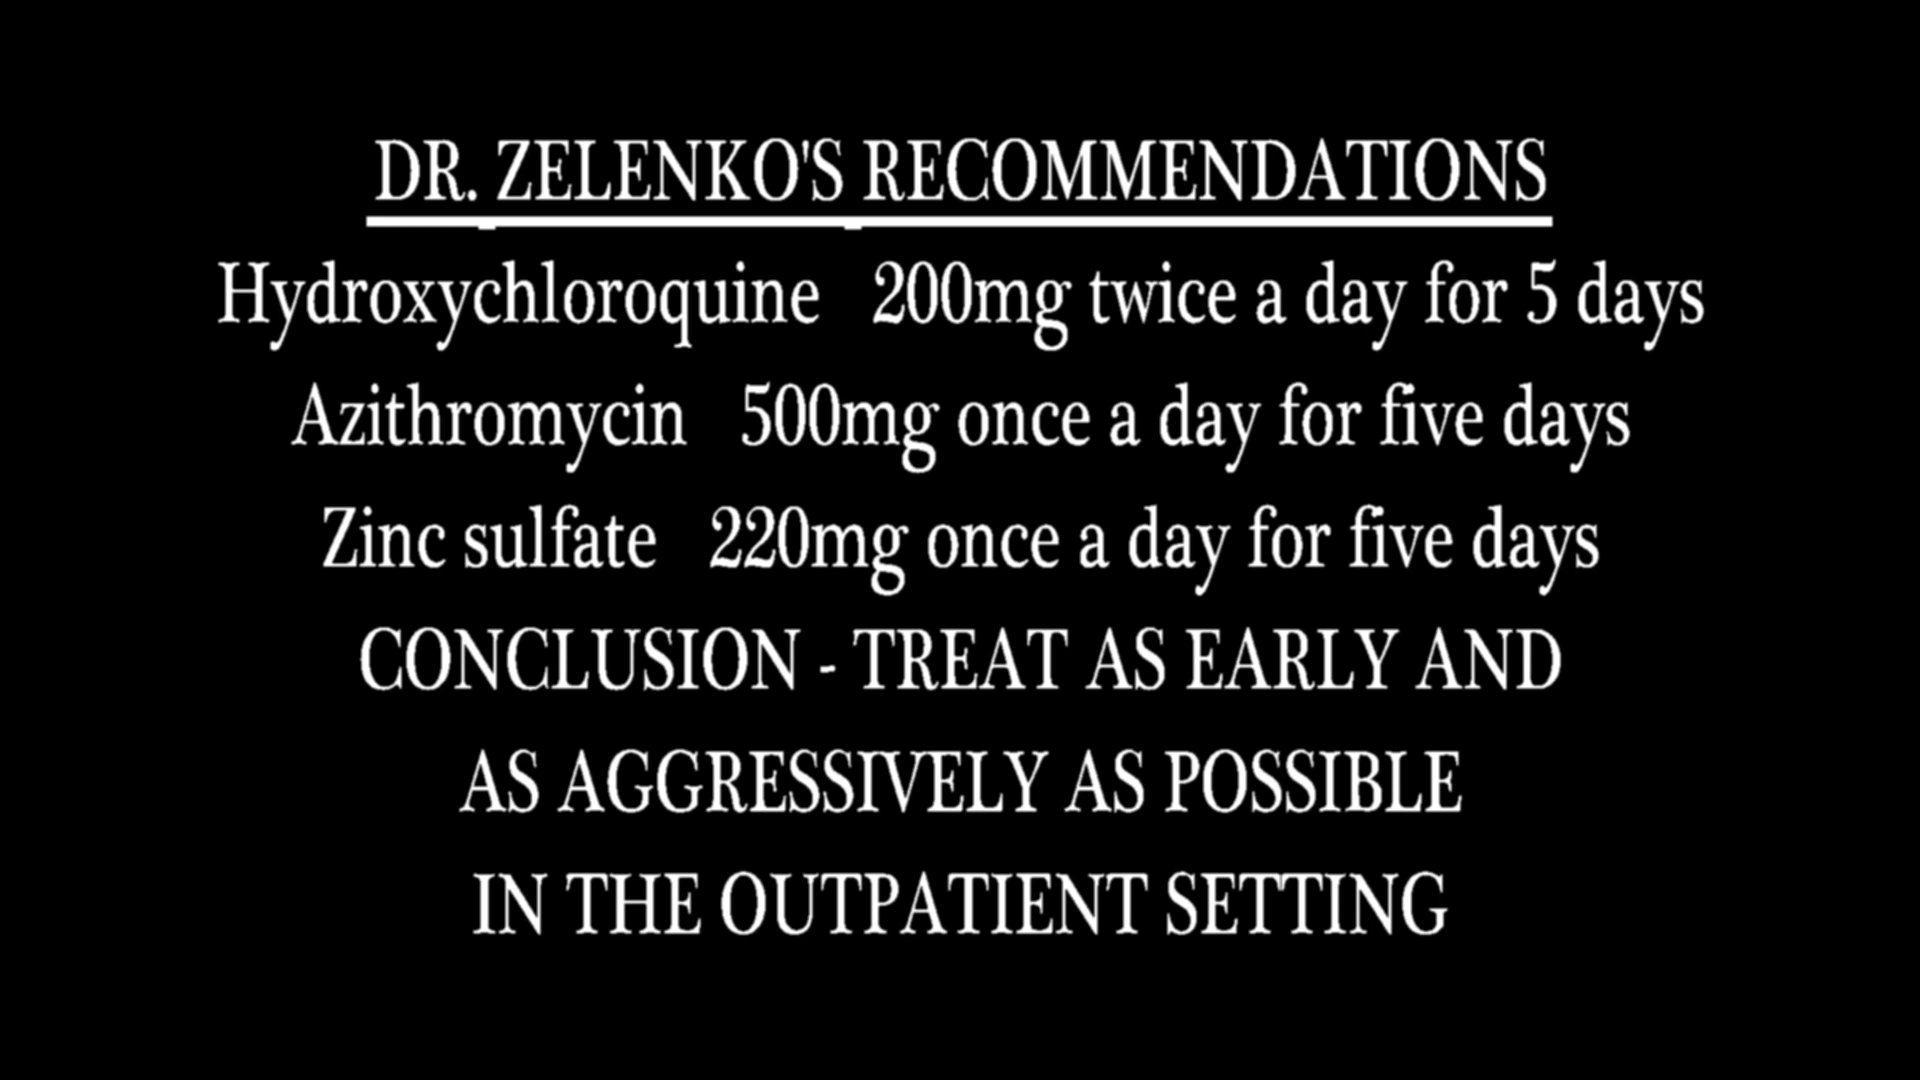 DR. ZELENKO'S RECOMMENDATIONS
Hydroxychloroquine 200mg twice a day for 5 days
Azithromycin 500mg once a day for five days
Zinc sulfate 220mg once a day for five days
CONCLUSION - TREAT AS EARLY AND
AS AGGRESSIVELY AS POSSIBLE
IN THE OUTPATIENT SETTING